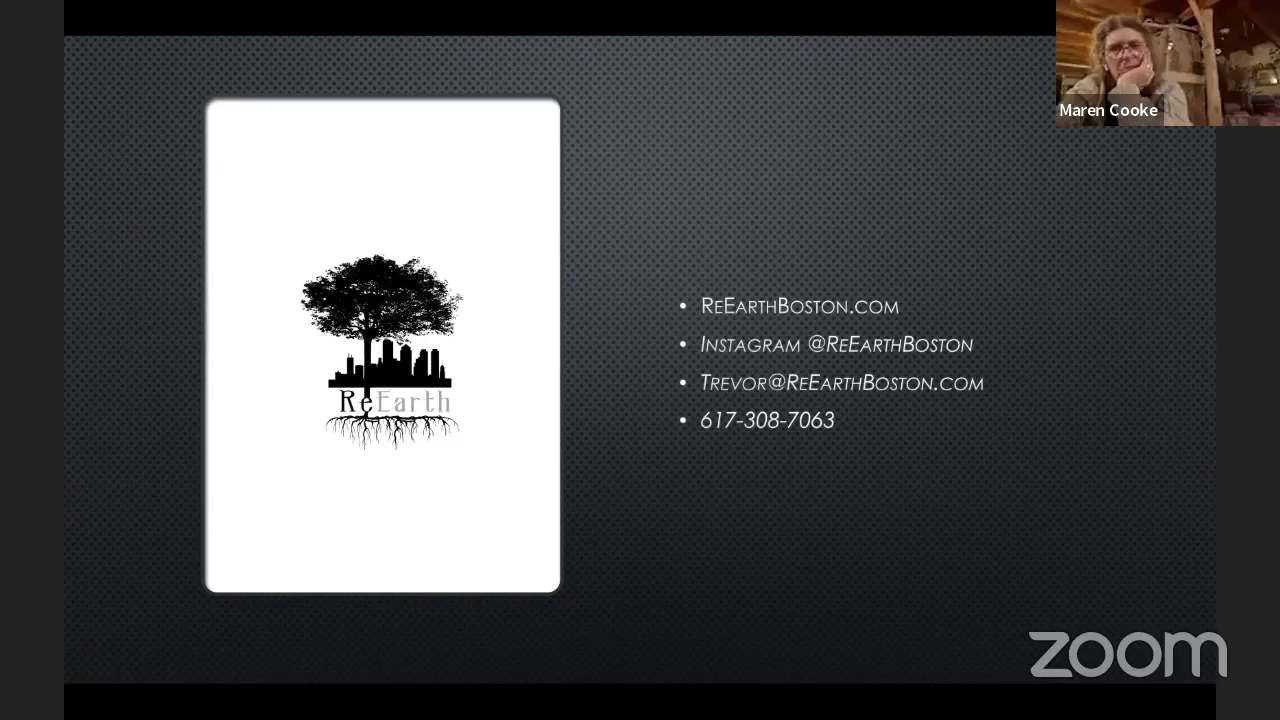 Maren Cooke
ReEarthBoston.com
Instagram @ReEarthBoston
Trevor@ReEarthBoston.com
617-308-7063
ReEarth
zoom